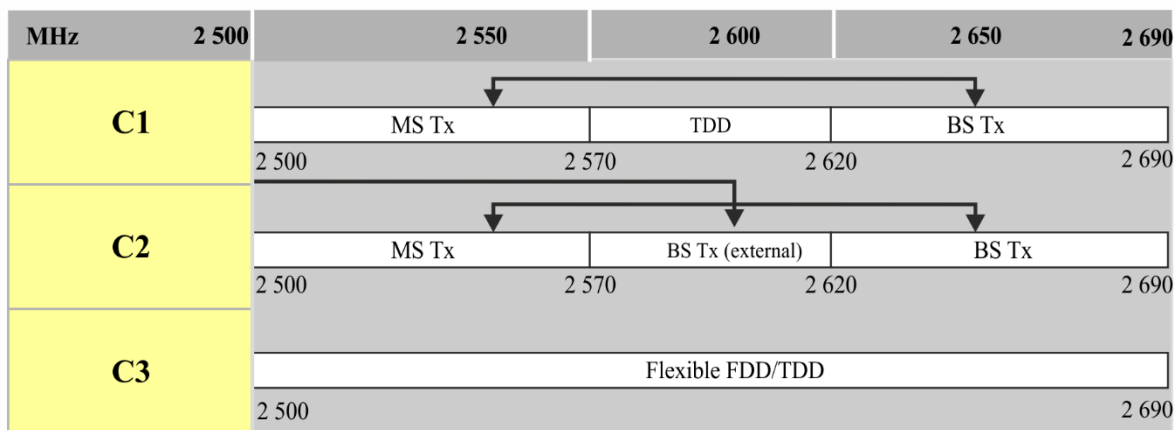 MHz 2 500 2 550 2 600 2 650 2 690
C1 MS Tx TDD BS Tx
2 500 2 570 2 620 2 690
C2 MS Tx BS Tx (external) BS Tx
2 500 2 570 2 620 2 690
C3 Flexible FDD/TDD
2 500 2 690